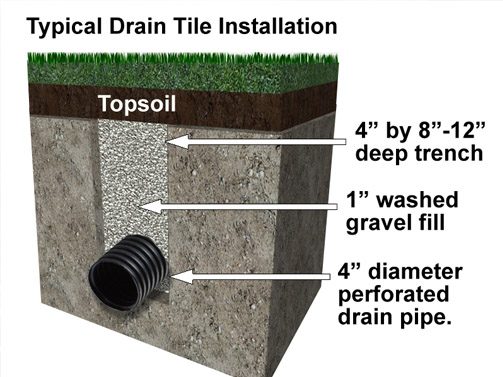 Typical Drain Tile Installation
Topsoil
4” by 8”-12”
deep trench
1” washed
gravel fill
4” diameter
perforated
drain pipe.